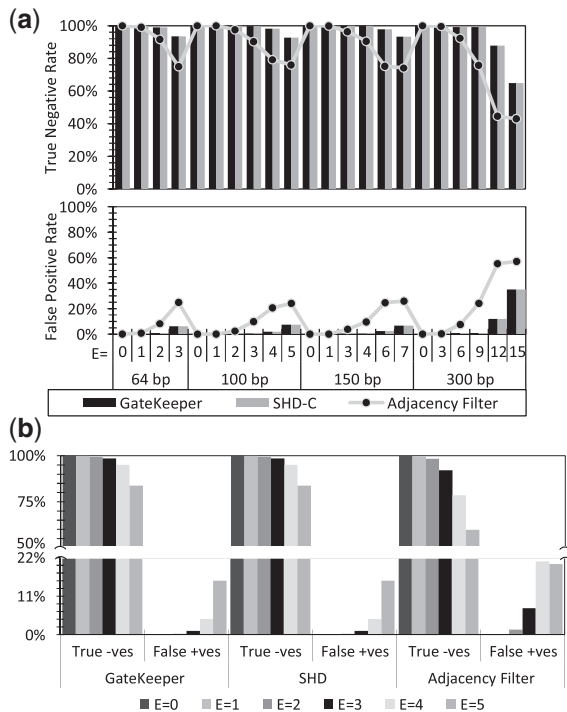 (a)
True Negative Rate
100%
80%
60%
40%
20%
0%
False Positive Rate
100%
80%
60%
40%
20%
0%
E= 0 1 2 3 0 1 2 3 4 5 0 1 3 4 6 7 0 3 6 9 12 15
64 bp 100 bp 150 bp 300 bp
GateKeeper SHD-C Adjacency Filter
(b)
100%
75%
50%
22%
11%
0%
True -ves False +ves True -ves False +ves True -ves False +ves
GateKeeper SHD Adjacency Filter
E=0 E=1 E=2 E=3 E=4 E=5